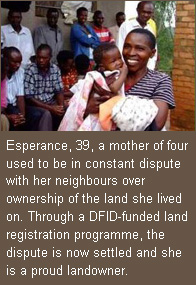 Esperance, 39, a mother of four
used to be in constant dispute
with her neighbours over
ownership of the land she lived
on. Through a DFID-funded land
registration programme, the
dispute is now settled and she
is a proud landowner.